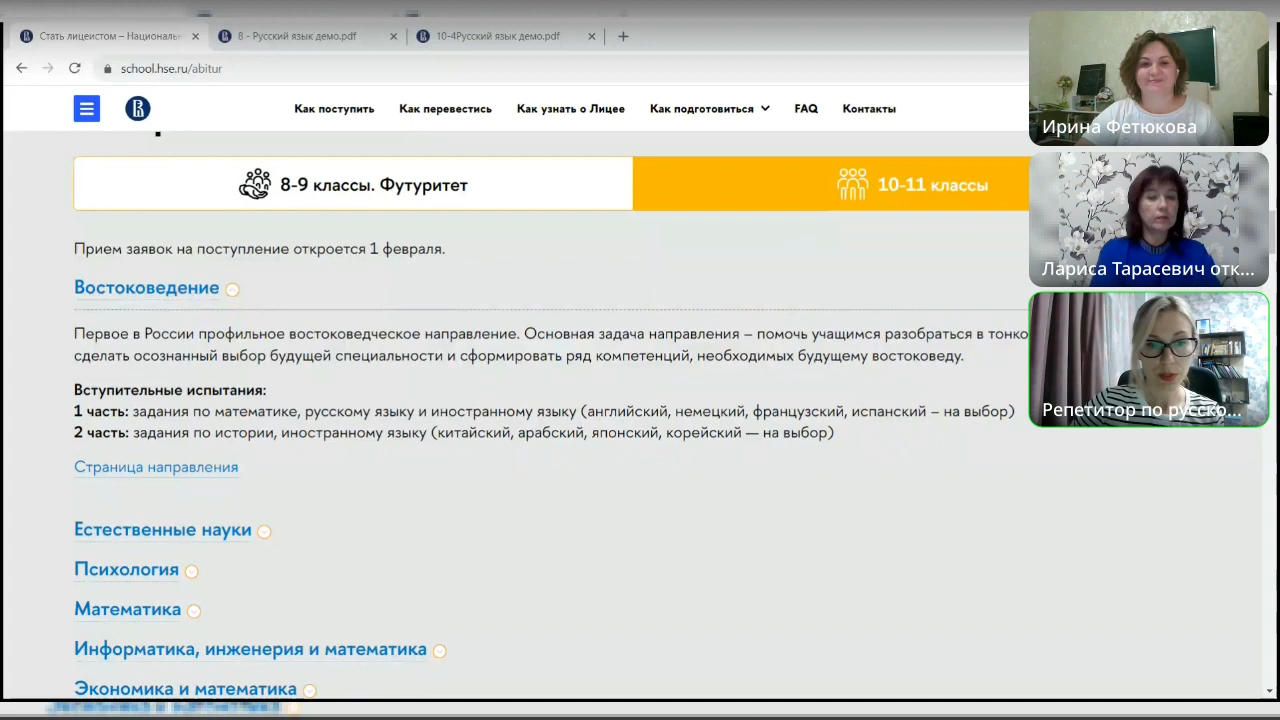 Стать лицеистом – Националь
8 - Русский язык демо.pdf
10-4Русский язык демо.pdf
school.hse.ru/abitur
Как поступить
Как перевестись
Как узнать о Лицее
Как подготовиться
FAQ
Контакты
8-9 классы. Футуритет
10-11 классы
Прием заявок на поступление откроется 1 февраля.
Востоковедение
Первое в России профильное востоковедческое направление. Основная задача направления – помочь учащимся разобраться в тонко
сделать осознанный выбор будущей специальности и сформировать ряд компетенций, необходимых будущему востоковеду.
Вступительные испытания:
1 часть: задания по математике, русскому языку и иностранному языку (английский, немецкий, французский, испанский – на выбор)
2 часть: задания по истории, иностранному языку (китайский, арабский, японский, корейский — на выбор)
Страница направления
Естественные науки
Психология
Математика
Информатика, инженерия и математика
Экономика и математика
Ирина Фетюкова
Лариса Тарасевич отк...
Репетитор по русско...